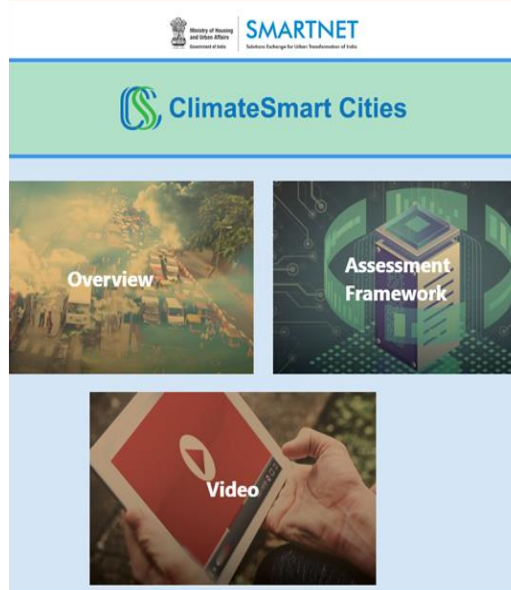 Ministry of Housing
and Urban Affairs
Government of India
SMARTNET
Solutions Exchange for Urban Transformation of India
ClimateSmart Cities
Overview
Assessment
Framework
Video